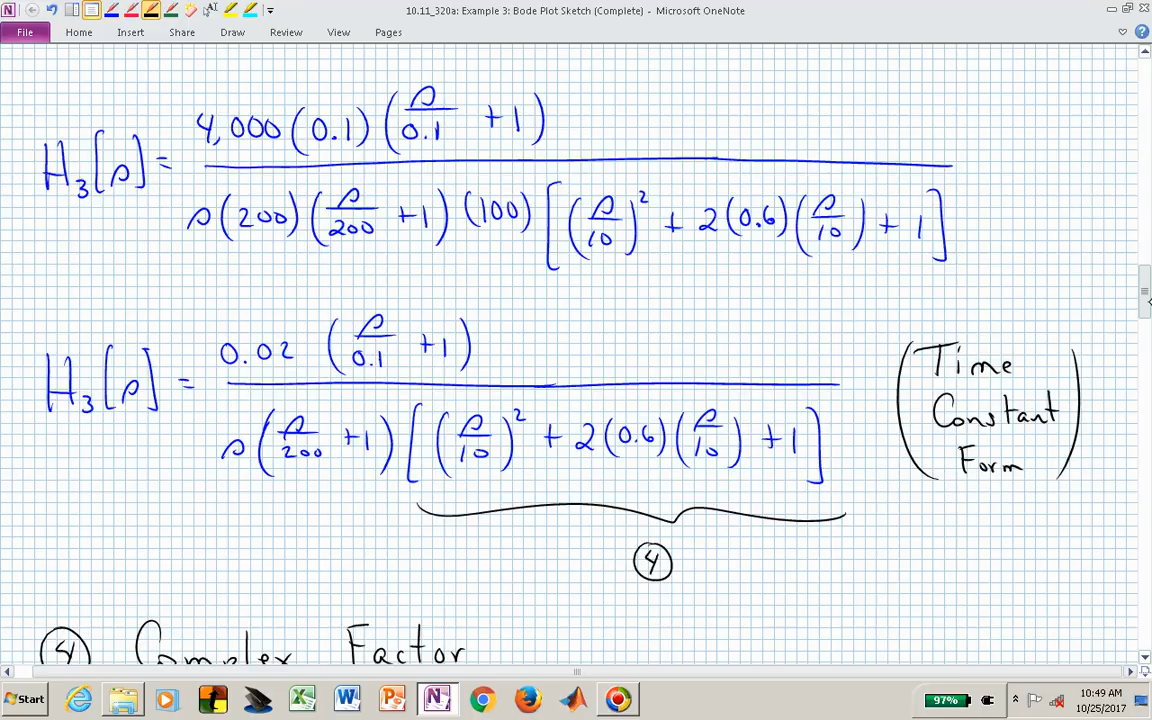 10.11_320a: Example 3: Bode Plot Sketch (Complete) - Microsoft OneNote
File Home Insert Share Draw Review View Pages
H₃[s] = 4,000 (0.1) (s/0.1 + 1) / s (200) (s/200 + 1) (100) [(s/10)² + 2 (0.6) (s/10) + 1]
H₃[s] = 0.02 (s/0.1 + 1) / s (s/200 + 1) [(s/10)² + 2 (0.6) (s/10) + 1]
(Time
Constant
Form)
④
④ Complex Factor
Start
97%
10:49 AM
10/25/2017